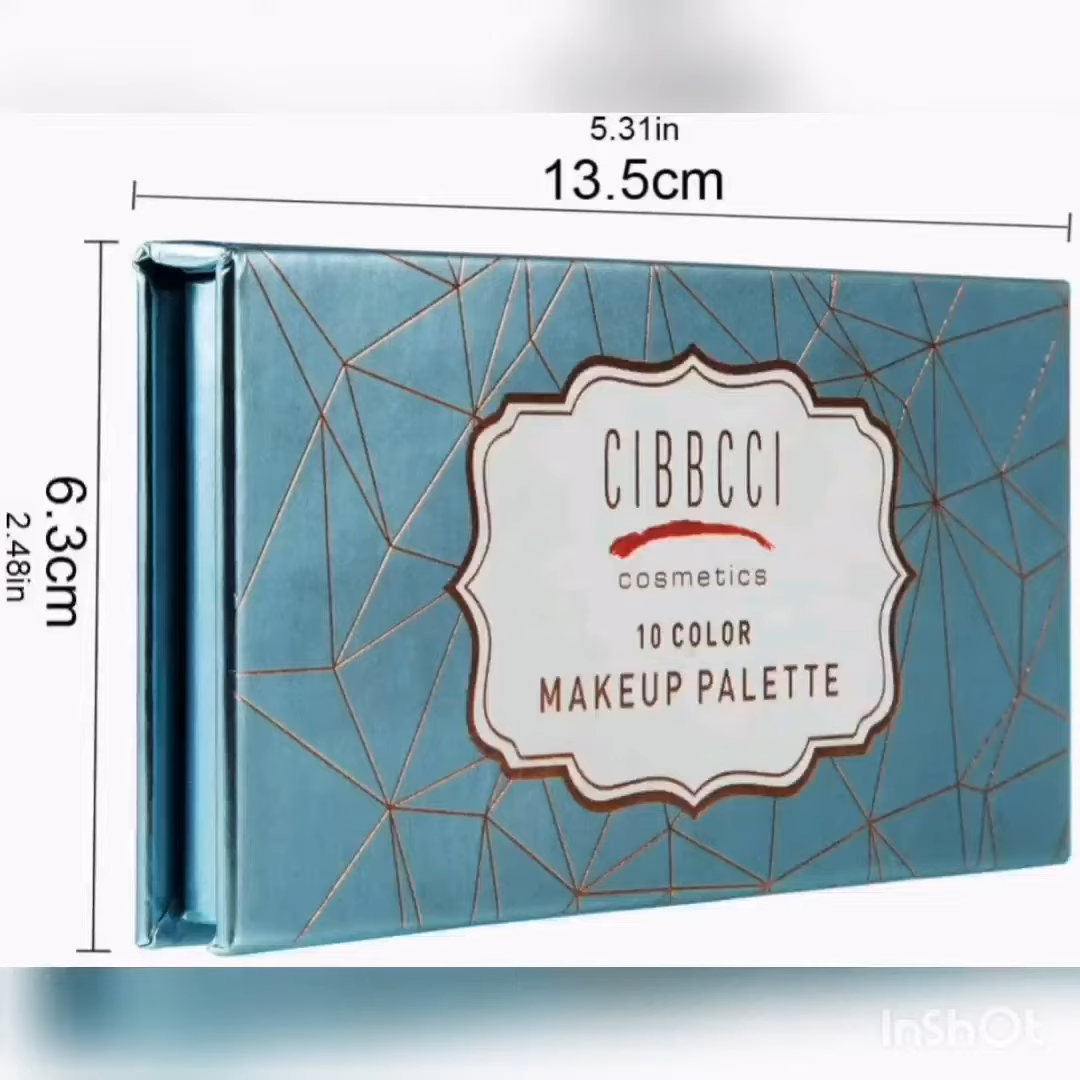 5.31in
13.5cm
6.3cm
2.48in
CIBBCCI
cosmetics
10 COLOR
MAKEUP PALETTE
InShOt